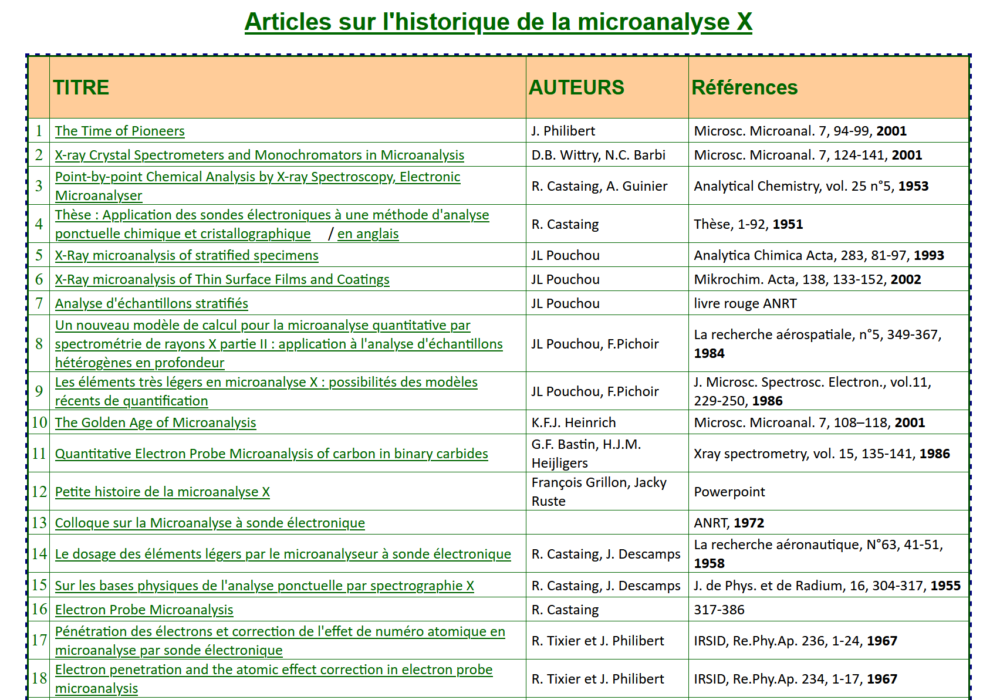 Articles sur l'historique de la microanalyse X
TITRE AUTEURS Références
1 The Time of Pioneers J. Philibert Microsc. Microanal. 7, 94-99, 2001
2 X-ray Crystal Spectrometers and Monochromators in Microanalysis D.B. Wittry, N.C. Barbi Microsc. Microanal. 7, 124-141, 2001
3 Point-by-point Chemical Analysis by X-ray Spectroscopy, Electronic
Microanalyser R. Castaing, A. Guinier Analytical Chemistry, vol. 25 n°5, 1953
4 Thèse : Application des sondes électroniques à une méthode d'analyse
ponctuelle chimique et cristallographique / en anglais R. Castaing Thèse, 1-92, 1951
5 X-Ray microanalysis of stratified specimens JL Pouchou Analytica Chimica Acta, 283, 81-97, 1993
6 X-Ray microanalysis of Thin Surface Films and Coatings JL Pouchou Mikrochim. Acta, 138, 133-152, 2002
7 Analyse d'échantillons stratifiés JL Pouchou livre rouge ANRT
8 Un nouveau modèle de calcul pour la microanalyse quantitative par
spectrométrie de rayons X partie II : application à l'analyse d'échantillons
hétérogènes en profondeur JL Pouchou, F.Pichoir La recherche aérospatiale, n°5, 349-367,
1984
9 Les éléments très légers en microanalyse X : possibilités des modèles
récents de quantification JL Pouchou, F.Pichoir J. Microsc. Spectrosc. Electron., vol.11,
229-250, 1986
10 The Golden Age of Microanalysis K.F.J. Heinrich Microsc. Microanal. 7, 108–118, 2001
11 Quantitative Electron Probe Microanalysis of carbon in binary carbides G.F. Bastin, H.J.M.
Heijligers Xray spectrometry, vol. 15, 135-141, 1986
12 Petite histoire de la microanalyse X François Grillon, Jacky
Ruste Powerpoint
13 Colloque sur la Microanalyse à sonde électronique ANRT, 1972
14 Le dosage des éléments légers par le microanalyseur à sonde électronique R. Castaing, J. Descamps La recherche aéronautique, N°63, 41-51,
1958
15 Sur les bases physiques de l'analyse ponctuelle par spectrographie X R. Castaing, J. Descamps J. de Phys. et de Radium, 16, 304-317, 1955
16 Electron Probe Microanalysis R. Castaing 317-386
17 Pénétration des électrons et correction de l'effet de numéro atomique en
microanalyse par sonde électronique R. Tixier et J. Philibert IRSID, Re.Phy.Ap. 236, 1-24, 1967
18 Electron penetration and the atomic effect correction in electron probe
microanalysis R. Tixier et J. Philibert IRSID, Re.Phy.Ap. 234, 1-17, 1967